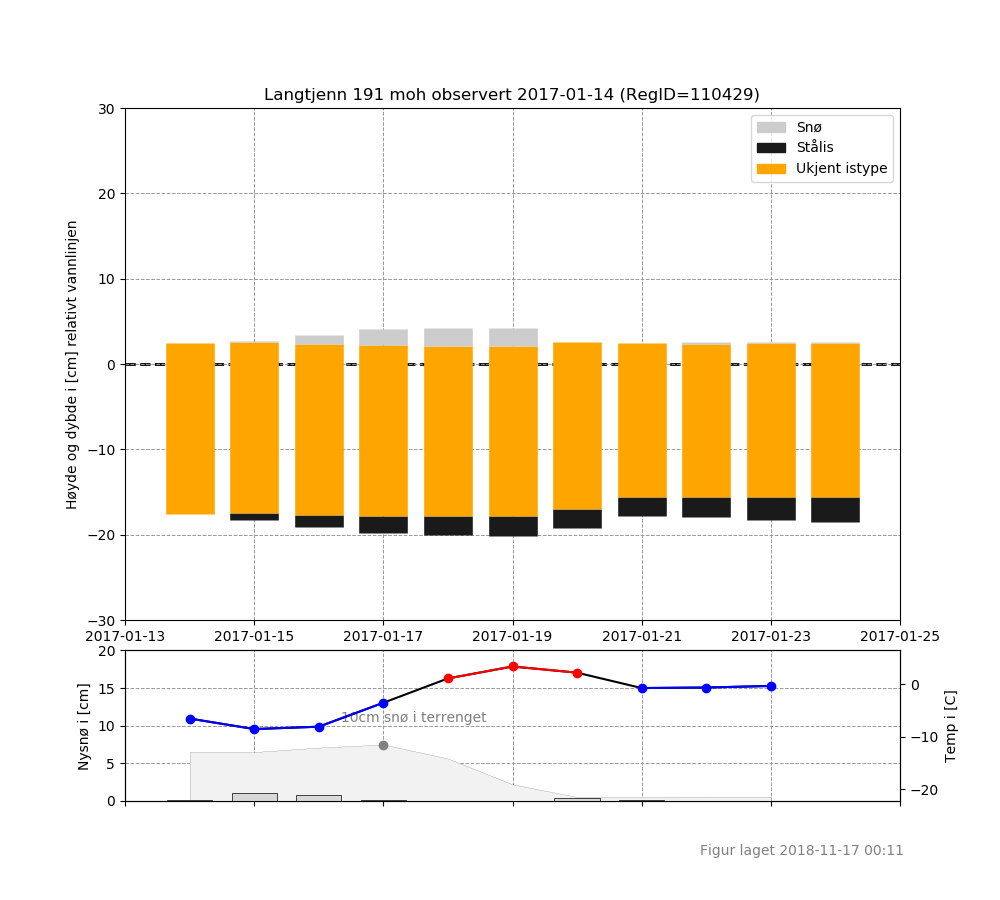 Langtjenn 191 moh observert 2017-01-14 (RegID=110429)
Høyde og dybde i [cm] relativt vannlinjen
30
20
10
0
−10
−20
−30
Snø
Stålis
Ukjent istype
2017-01-13 2017-01-15 2017-01-17 2017-01-19 2017-01-21 2017-01-23 2017-01-25
Nysnø i [cm]
20
15
10
5
0
10cm snø i terrenget
0
−10
−20
Temp i [C]
Figur laget 2018-11-17 00:11